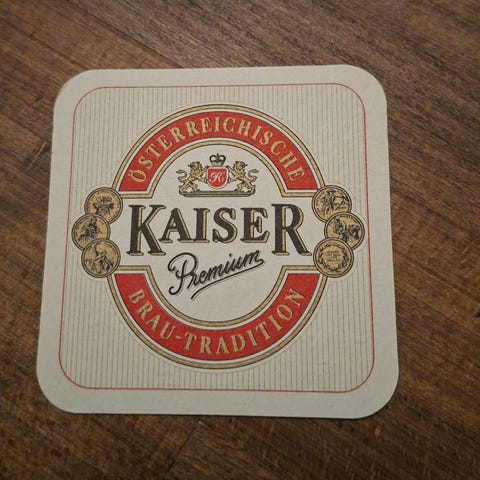 ÖSTERREICHISCHE
K
KAISER
Premium
BRAU-TRADITION